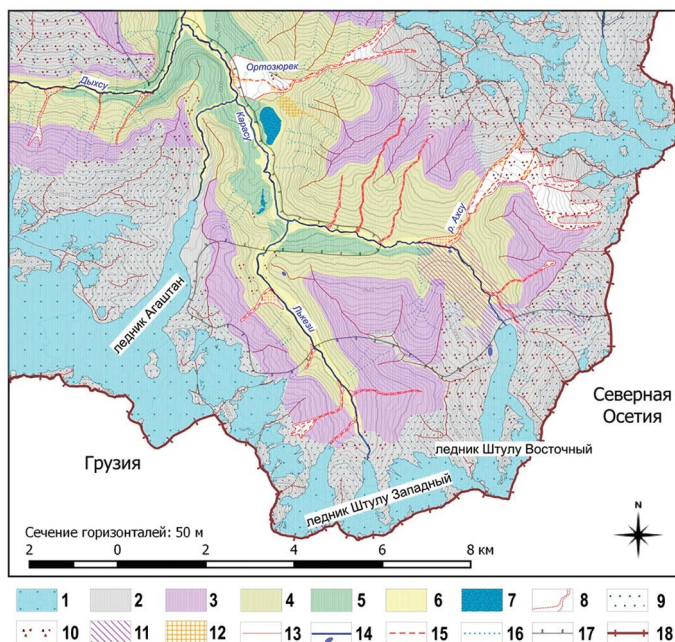 Ортозюрек
Дыхсу
Карасу
р. Ахсу
ледник Агаштан
Лькези
Северная
Осетия
ледник Штулу Восточный
Грузия
ледник Штулу Западный
N
Сечение горизонталей: 50 м
2 0 2 4 6 8 км
1 2 3 4 5 6 7 8 9
10 11 12 13 14 15 16 17 18